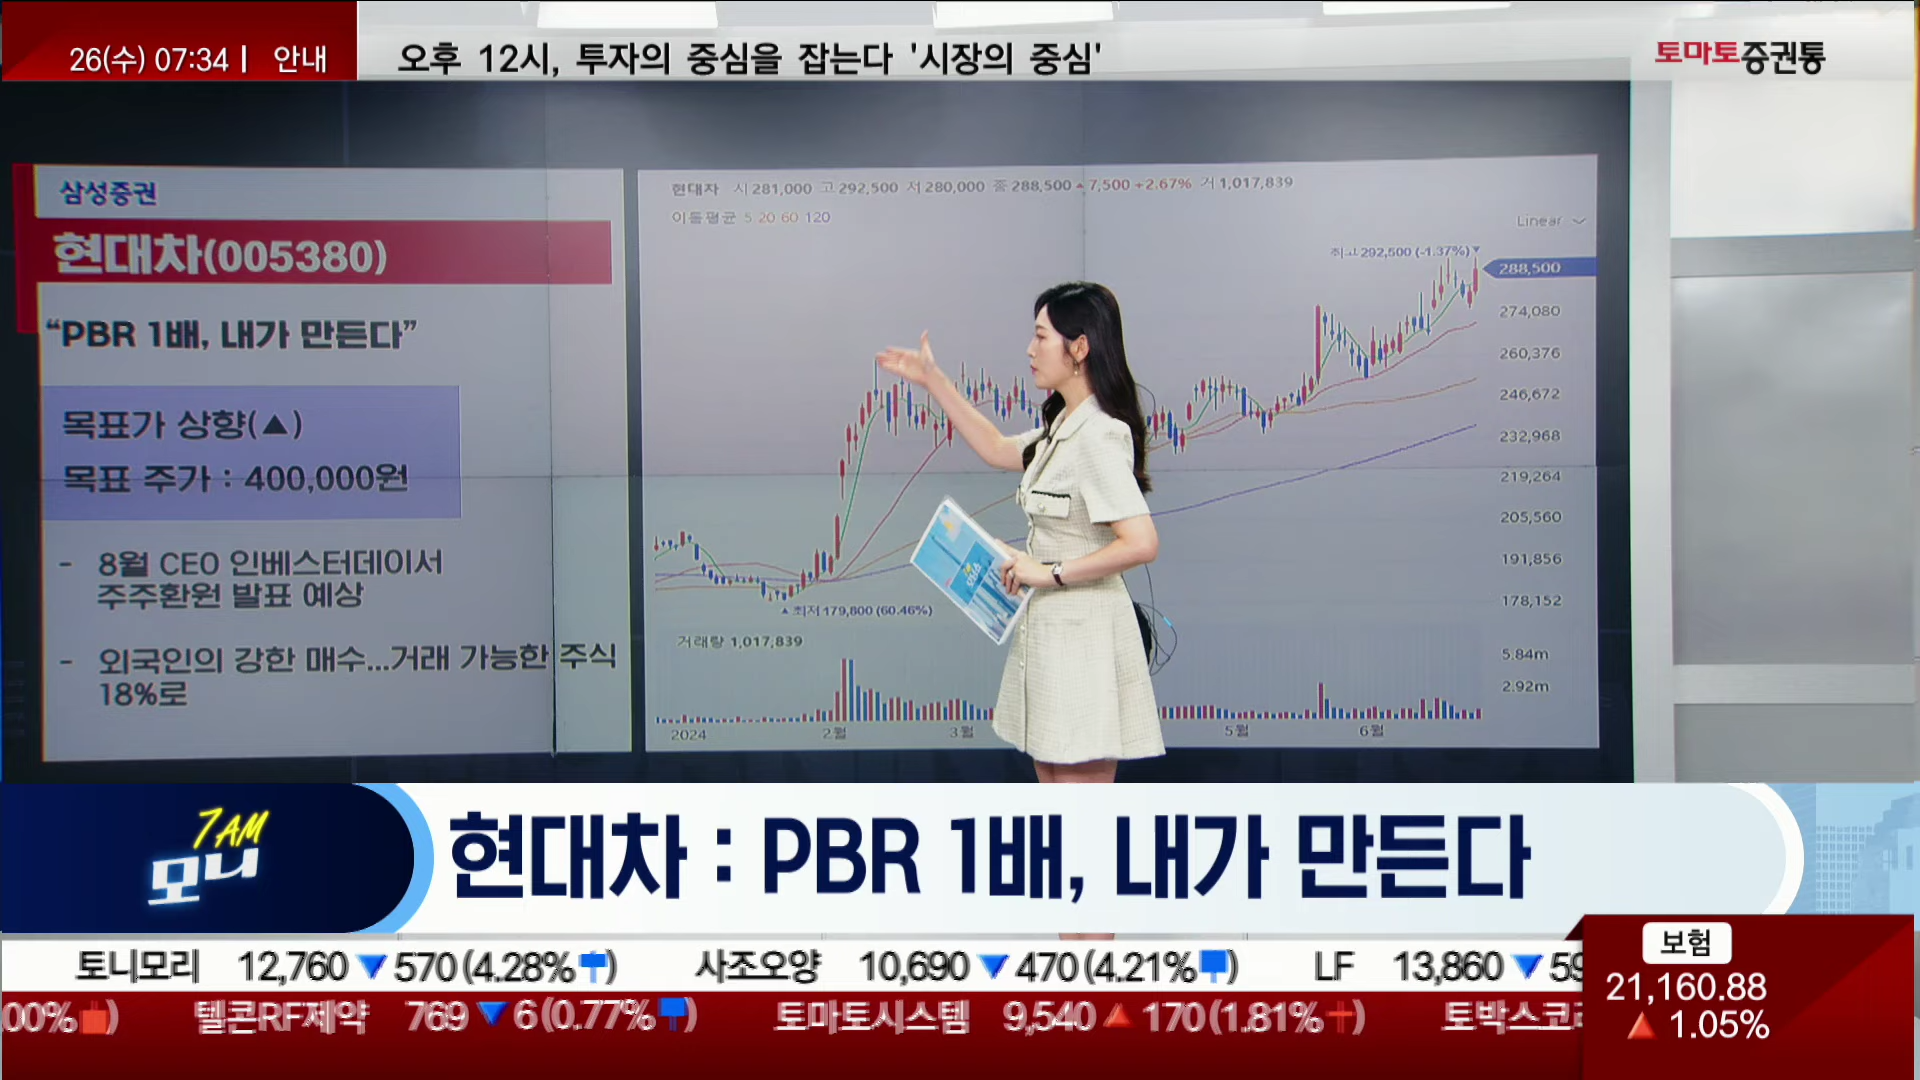 26(수) 07:34 | 안내
오후 12시, 투자의 중심을 잡는다 '시장의 중심'
토마토증권통
삼성증권
현대차(005380)
“PBR 1배, 내가 만든다”
목표가 상향(▲)
목표 주가 : 400,000원
- 8월 CEO 인베스터데이서
주주환원 발표 예상
- 외국인의 강한 매수...거래 가능한 주식
18%로
현대차 시 281,000 고 292,500 저 280,000 종 288,500 ▲ 7,500 +2.67% 거 1,017,839
이동평균 5 20 60 120
Linear
최고 292,500 (-1.37%) ▼
288,500
274,080
260,376
246,672
232,968
219,264
205,560
191,856
178,152
▲ 최저 179,800 (60.46%)
거래량 1,017,839
5.84m
2.92m
2024 2월 3월 5월 6월
7 AM
모니
현대차 : PBR 1배, 내가 만든다
토니모리 12,760 ▼ 570 (4.28%) 사조오양 10,690 ▼ 470 (4.21%) LF 13,860 ▼ 59
00%) 텔콘RF제약 769 ▼ 6 (0.77%) 토마토시스템 9,540 ▲ 170 (1.81%) 토박스코
보험
21,160.88
▲ 1.05%